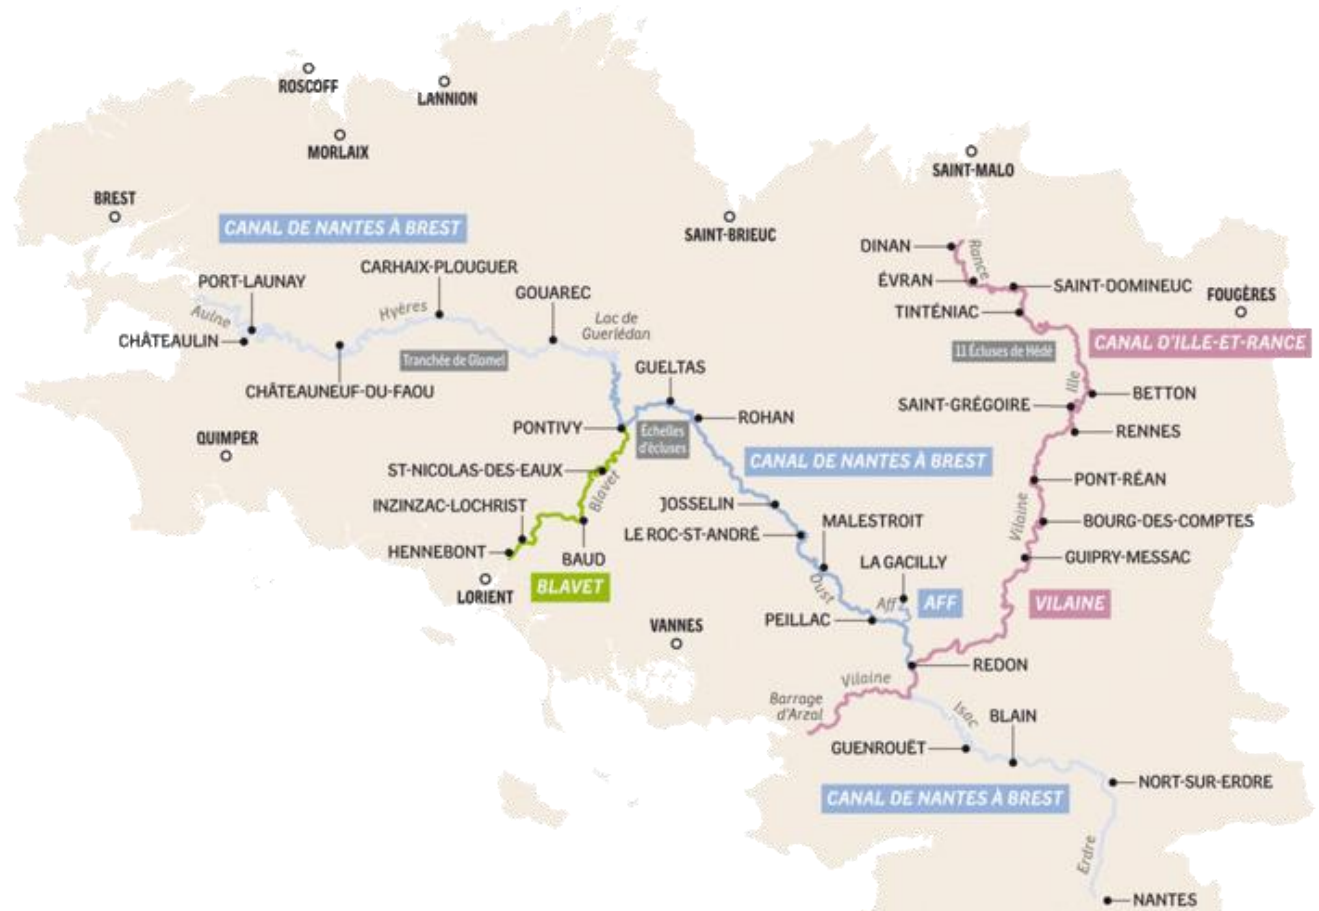 ROSCOFF
LANNION
MORLAIX
SAINT-MALO
BREST
CANAL DE NANTES À BREST
SAINT-BRIEUC
DINAN
Rance
CARHAIX-PLOUGUER
PORT-LAUNAY
ÉVRAN
SAINT-DOMINEUC
GOUAREC
FOUGÈRES
Aulne
Hyères
Lac de
Guerlédan
TINTÉNIAC
CHÂTEAULIN
CANAL D'ILLE-ET-RANCE
Tranchée de Glomel
11 Écluses de Hédé
GUELTAS
CHÂTEAUNEUF-DU-FAOU
Ille
BETTON
SAINT-GRÉGOIRE
ROHAN
PONTIVY
Échelles
d'écluses
RENNES
QUIMPER
CANAL DE NANTES À BREST
ST-NICOLAS-DES-EAUX
Blavet
PONT-RÉAN
INZINZAC-LOCHRIST
JOSSELIN
Vilaine
MALESTROIT
BOURG-DES-COMPTES
LE ROC-ST-ANDRÉ
HENNEBONT
BAUD
LA GACILLY
GUIPRY-MESSAC
BLAVET
Oust
LORIENT
Aff
AFF
VILAINE
PEILLAC
VANNES
REDON
Vilaine
Barrage
d'Arzal
Isac
BLAIN
GUENROUËT
NORT-SUR-ERDRE
CANAL DE NANTES À BREST
Erdre
NANTES